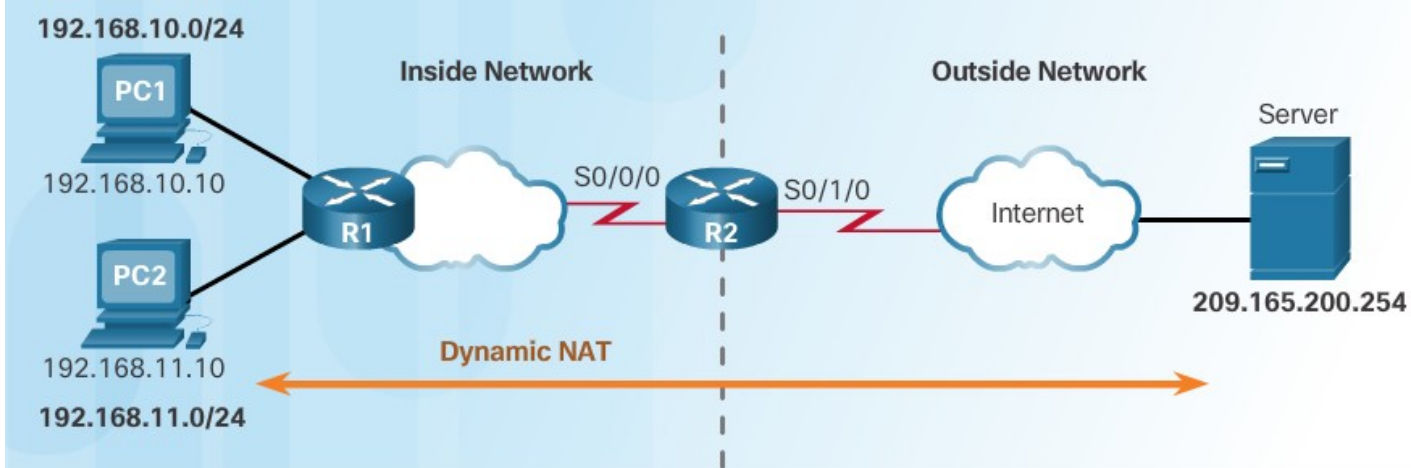 192.168.10.0/24
PC1
192.168.10.10
Inside Network
Outside Network
Server
S0/0/0
S0/1/0
R1
R2
Internet
PC2
192.168.11.10
192.168.11.0/24
Dynamic NAT
209.165.200.254